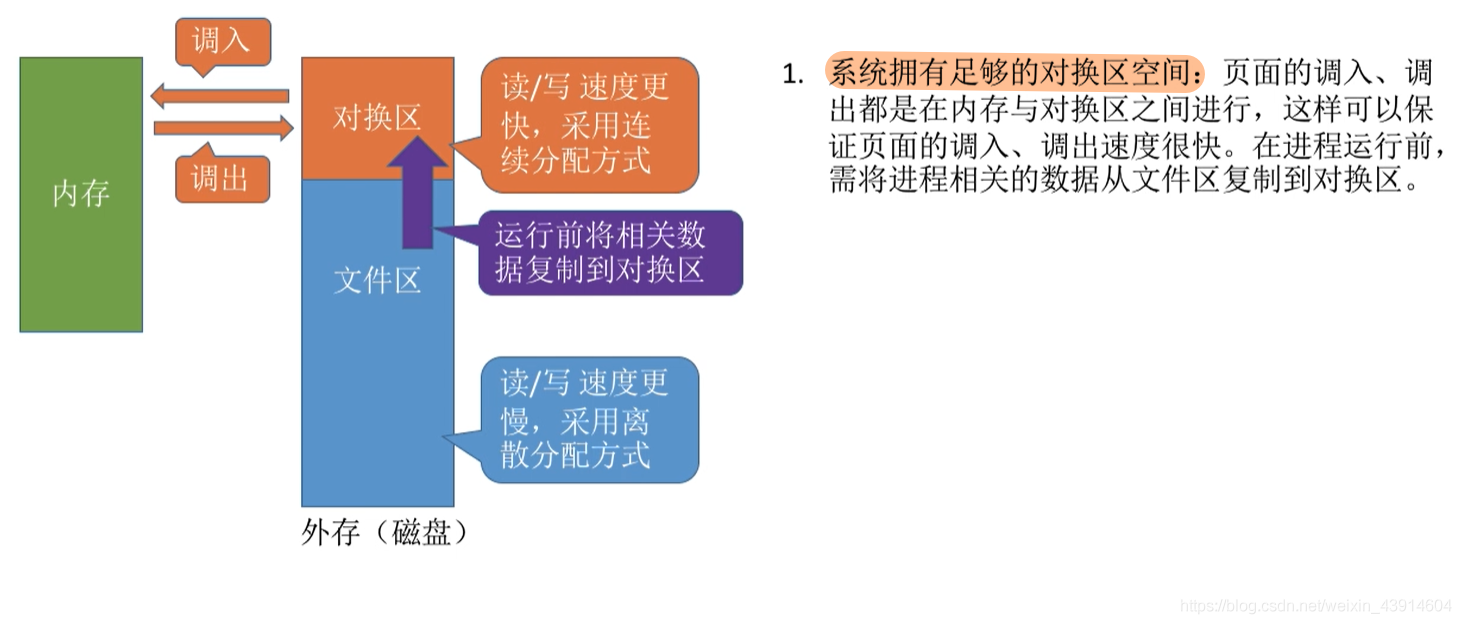 调入
调出
内存
对换区
文件区
外存（磁盘）
读/写 速度更
快，采用连
续分配方式
运行前将相关数
据复制到对换区
读/写 速度更
慢，采用离
散分配方式
1. 系统拥有足够的对换区空间：页面的调入、调
出都是在内存与对换区之间进行，这样可以保
证页面的调入、调出速度很快。在进程运行前，
需将进程相关的数据从文件区复制到对换区。
https://blog.csdn.net/weixin_43914604